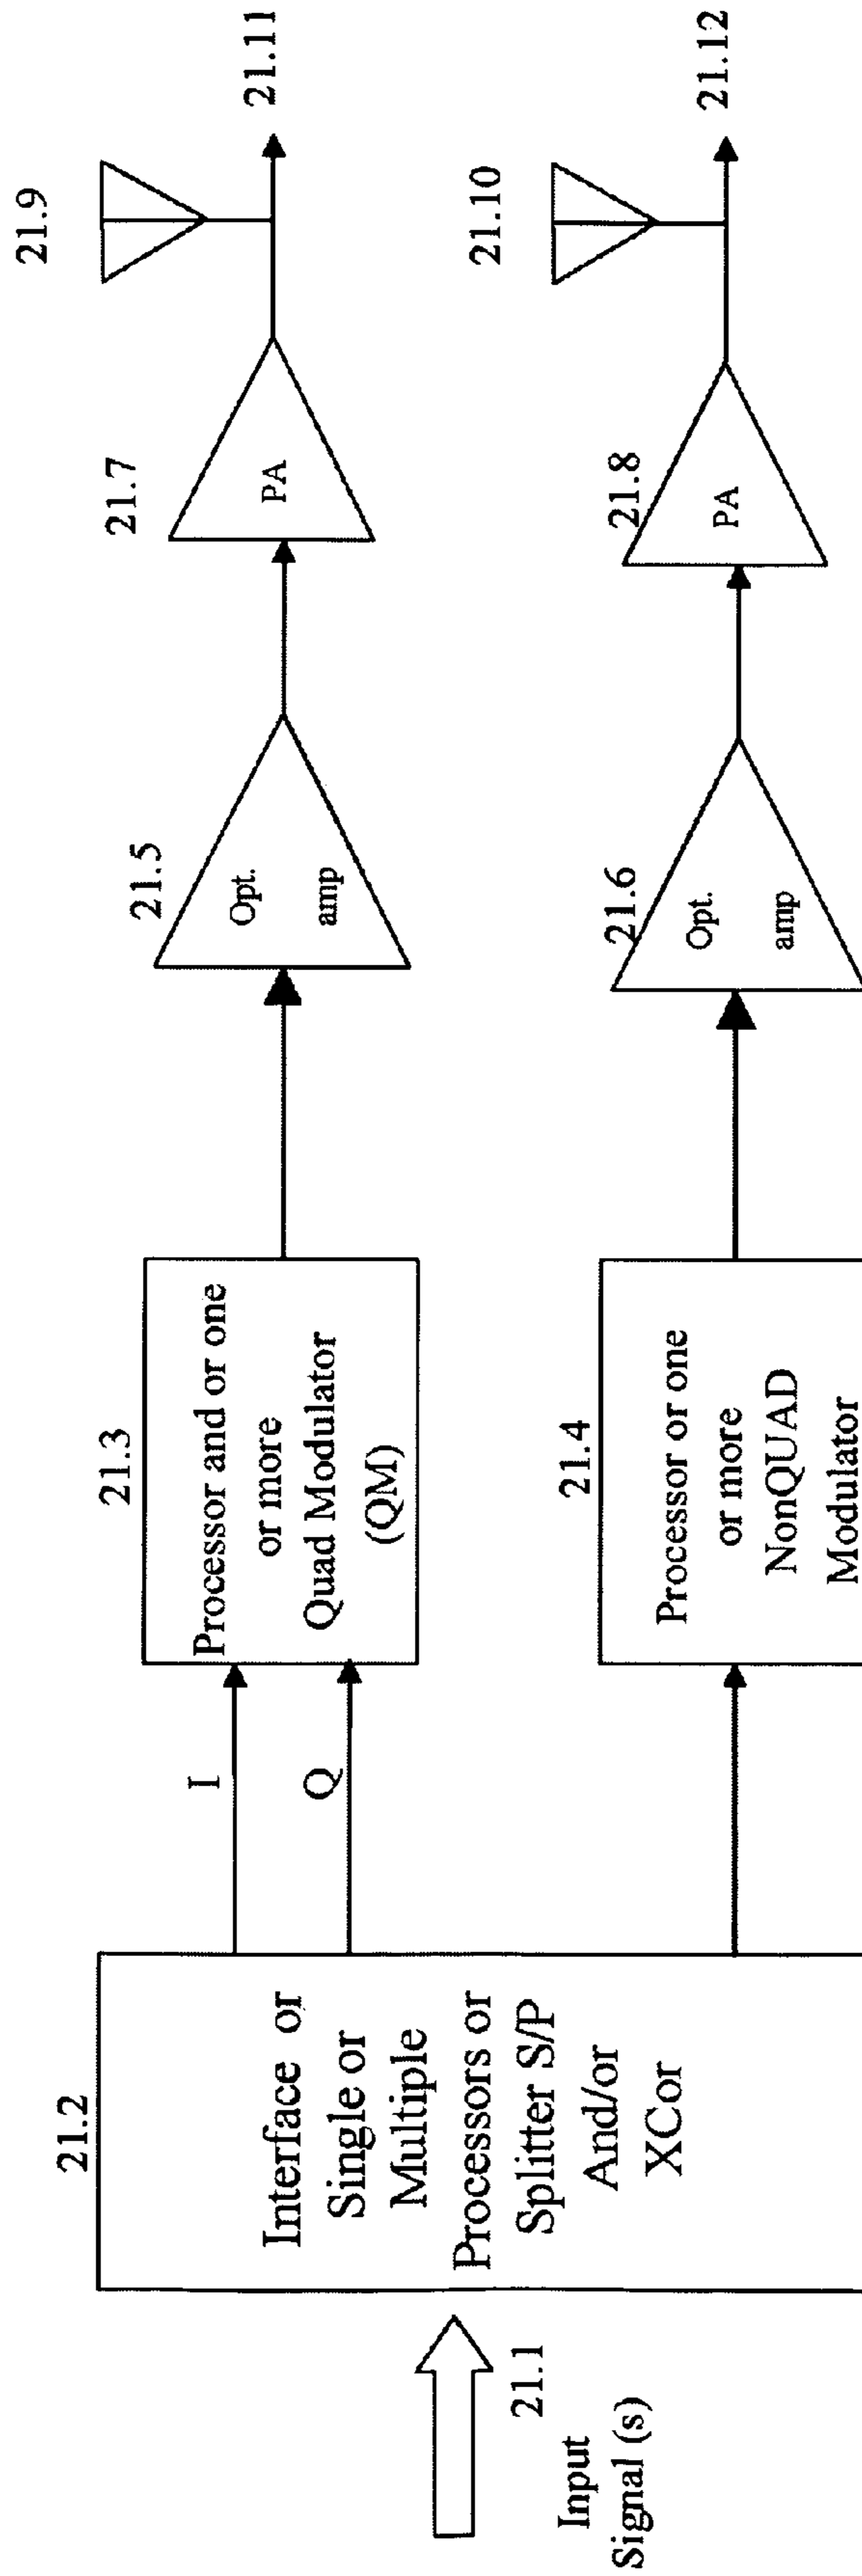 21.1
Input
Signal (s)
21.2
Interface or
Single or
Multiple
Processors or
Splitter S/P
And/or
XCor
I
Q
21.3
Processor and or one
or more
Quad Modulator
(QM)
21.5
Opt.
amp
21.7
PA
21.9
21.11
21.4
Processor or one
or more
NonQUAD
Modulator
21.6
Opt.
amp
21.8
PA
21.10
21.12